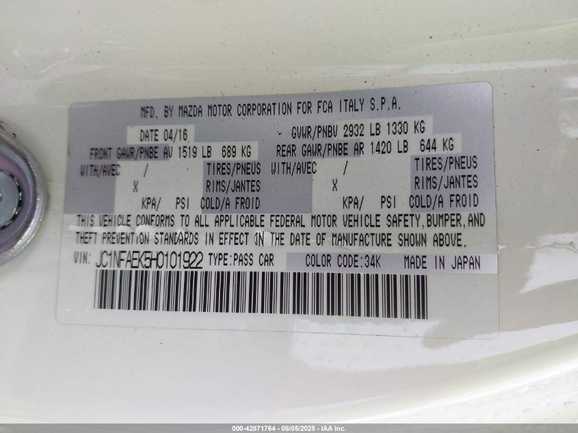 MFD. BY MAZDA MOTOR CORPORATION FOR FCA ITALY S.P.A.
DATE 04/16 GVWR/PNBV 2932 LB 1330 KG
FRONT GAWR/PNBE AV 1519 LB 689 KG REAR GAWR/PNBE AR 1420 LB 644 KG
WITH/AVEC / TIRES/PNEUS WITH/AVEC / TIRES/PNEUS
X RIMS/JANTES X RIMS/JANTES
KPA/ PSI COLD/A FROID KPA/ PSI COLD/A FROID
THIS VEHICLE CONFORMS TO ALL APPLICABLE FEDERAL MOTOR VEHICLE SAFETY, BUMPER, AND
THEFT PREVENTION STANDARDS IN EFFECT IN THE DATE OF MANUFACTURE SHOWN ABOVE.
VIN: JC1NFAEK5H0101922 TYPE:PASS CAR COLOR CODE:34K MADE IN JAPAN
000-42871764 - 08/05/2025 - IAA Inc.